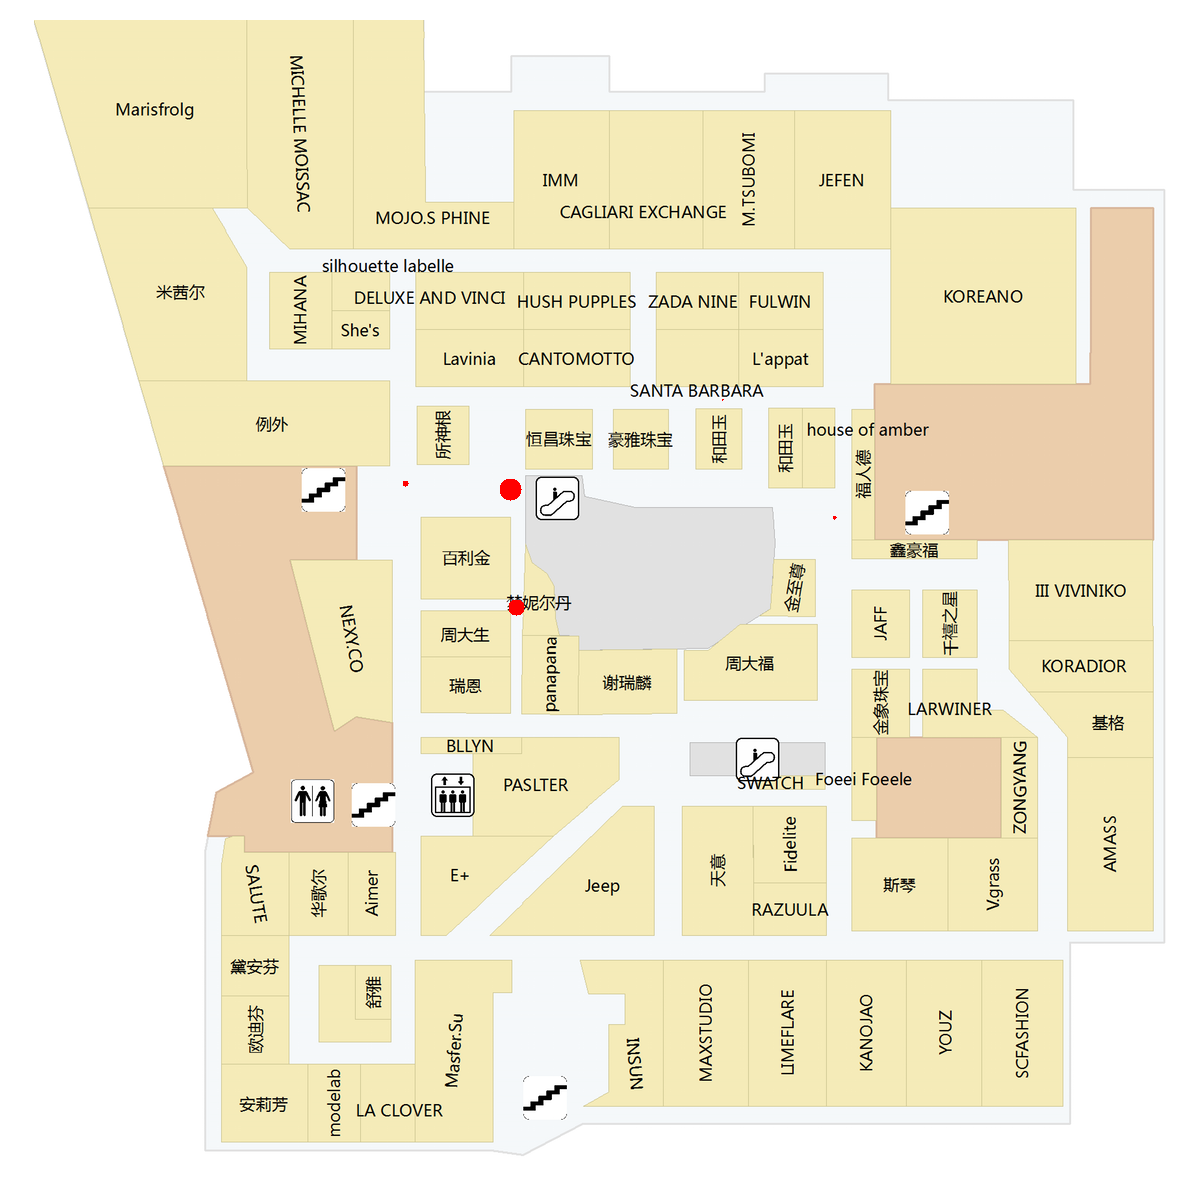 Marisfrolg
MICHELLE MOISSAC
MOJO.S PHINE
IMM
CAGLIARI EXCHANGE
M.TSUBOMI
JEFEN
米茜尔
silhouette labelle
MIHANA
DELUXE AND VINCI
She's
HUSH PUPPLES
ZADA NINE
FULWIN
KOREANO
Lavinia
CANTOMOTTO
L'appat
SANTA BARBARA
例外
所神根
恒昌珠宝
豪雅珠宝
和田玉
和田玉
house of amber
福人德
鑫豪福
百利金
梵妮尔丹
金至尊
III VIVINIKO
JAFF
千禧之星
NEXY.CO
周大生
瑞恩
panapana
谢瑞麟
周大福
KORADIOR
金象珠宝
LARWINER
基格
BLLYN
PASLTER
SWATCH
Foeei Foeele
ZONGYANG
AMASS
E+
Jeep
天意
Fidelite
RAZUULA
斯琴
V.grass
SALUTE
华歌尔
Aimer
黛安芬
欧迪芬
舒雅
Masfer.Su
INSUN
MAXSTUDIO
LIMEFLARE
KANOJAO
YOUZ
SCFASHION
安莉芳
modelab
LA CLOVER